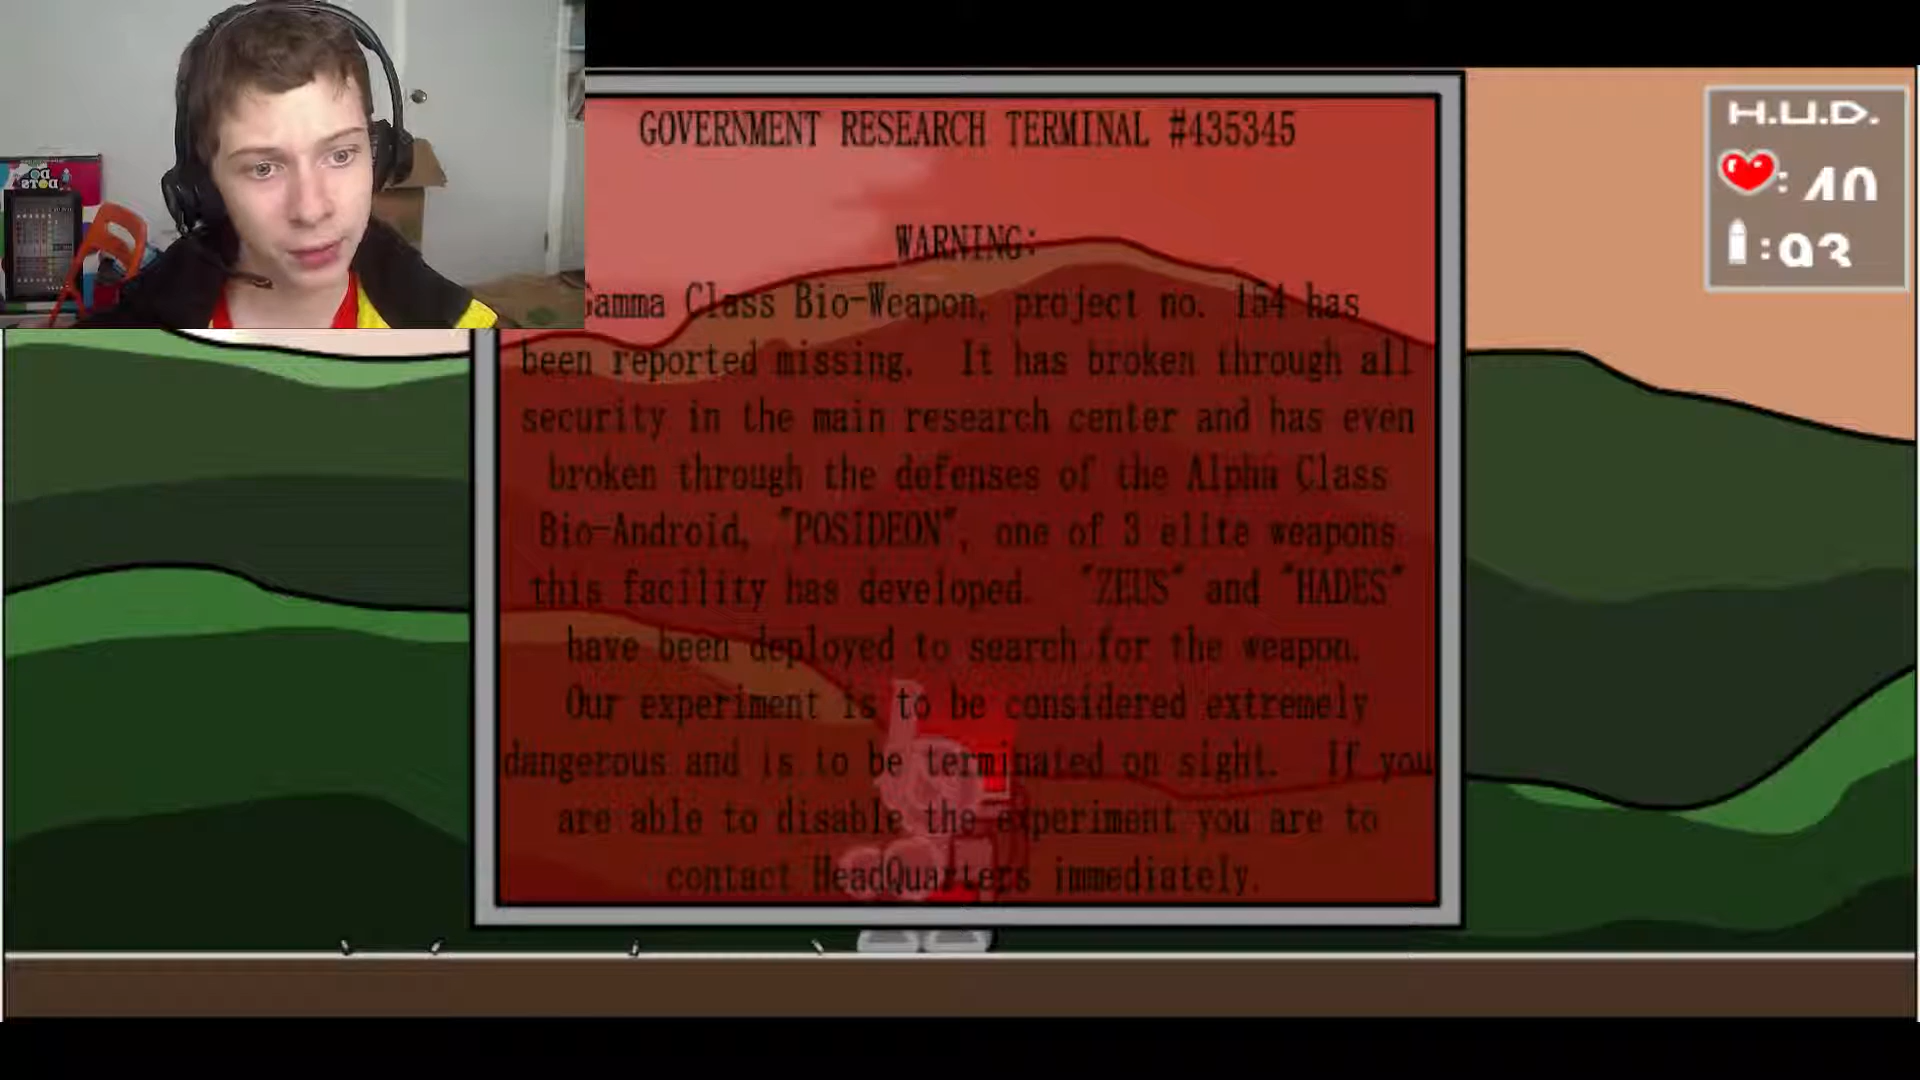 GOVERNMENT RESEARCH TERMINAL #435345
H.U.D.
: 40
: 03
WARNING:
Gamma Class Bio-Weapon, project no. 154 has
been reported missing. It has broken through all
security in the main research center and has even
broken through the defenses of the Alpha Class
Bio-Android, "POSIDEON", one of 3 elite weapons
this facility has developed. "ZEUS" and "HADES"
have been deployed to search for the weapon.
Our experiment is to be considered extremely
dangerous and is to be terminated on sight. If you
are able to disable the experiment you are to
contact HeadQuarters immediately.
DO
DOTS